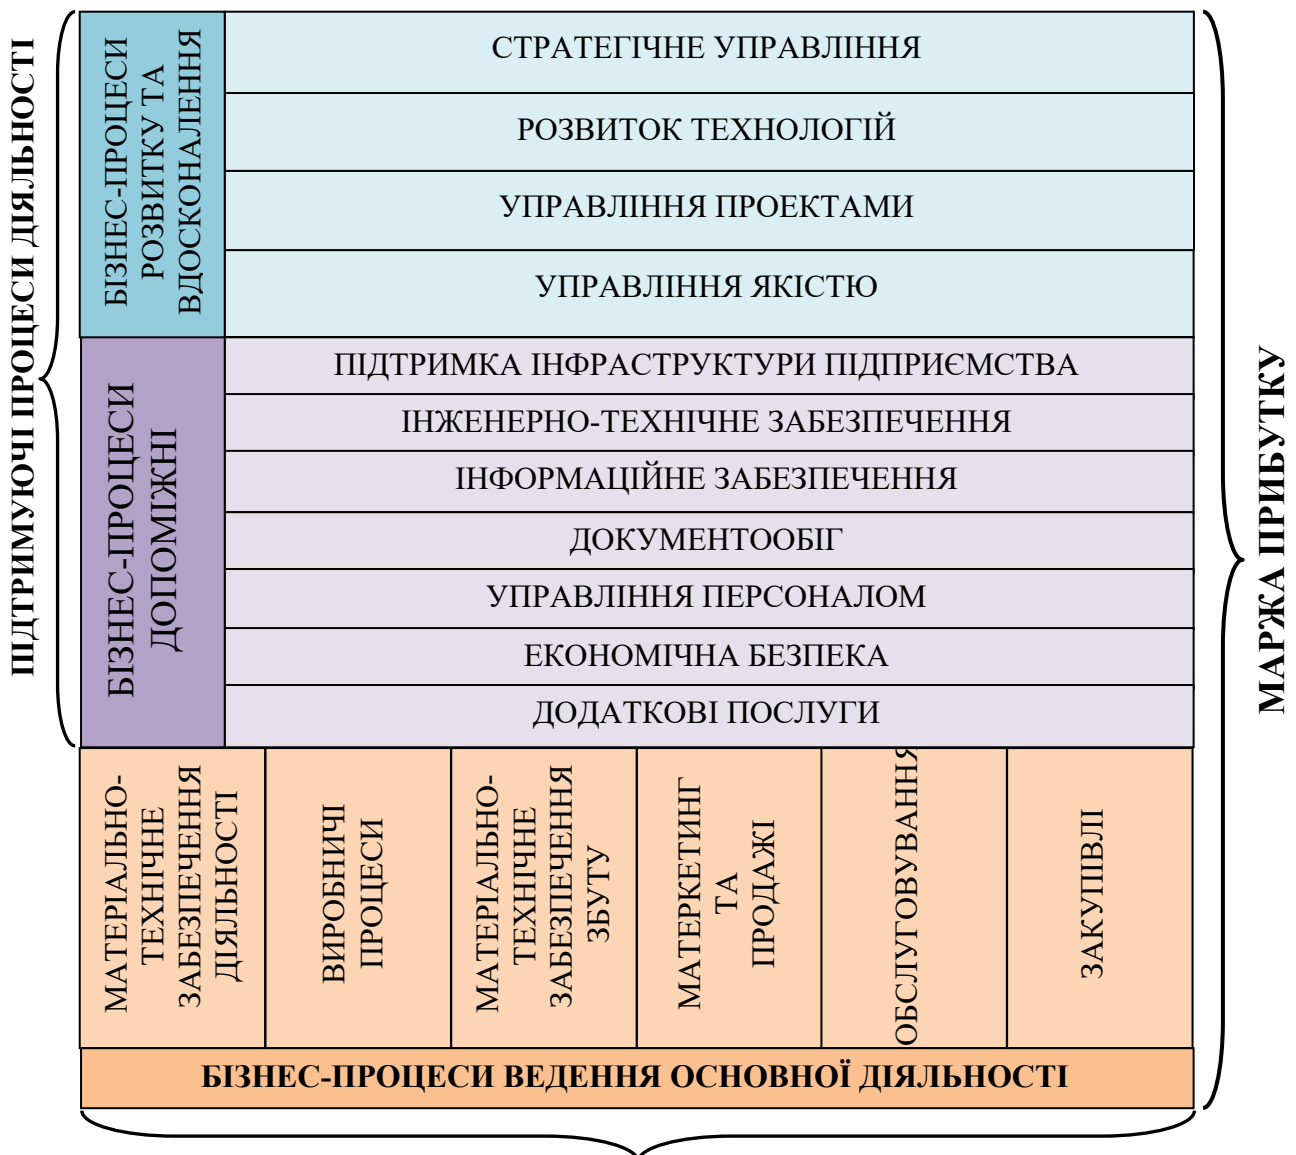 ПІДТРИМУЮЧІ ПРОЦЕСИ ДІЯЛЬНОСТІ
БІЗНЕС-ПРОЦЕСИ
РОЗВИТКУ ТА
ВДОСКОНАЛЕННЯ
СТРАТЕГІЧНЕ УПРАВЛІННЯ
РОЗВИТОК ТЕХНОЛОГІЙ
УПРАВЛІННЯ ПРОЕКТАМИ
УПРАВЛІННЯ ЯКІСТЮ
БІЗНЕС-ПРОЦЕСИ
ДОПОМІЖНІ
ПІДТРИМКА ІНФРАСТРУКТУРИ ПІДПРИЄМСТВА
ІНЖЕНЕРНО-ТЕХНІЧНЕ ЗАБЕЗПЕЧЕННЯ
ІНФОРМАЦІЙНЕ ЗАБЕЗПЕЧЕННЯ
ДОКУМЕНТООБІГ
УПРАВЛІННЯ ПЕРСОНАЛОМ
ЕКОНОМІЧНА БЕЗПЕКА
ДОДАТКОВІ ПОСЛУГИ
МАТЕРІАЛЬНО-
ТЕХНІЧНЕ
ЗАБЕЗПЕЧЕННЯ
ДІЯЛЬНОСТІ
ВИРОБНИЧІ
ПРОЦЕСИ
МАТЕРІАЛЬНО-
ТЕХНІЧНЕ
ЗАБЕЗПЕЧЕННЯ
ЗБУТУ
МАТЕРКЕТИНГ
ТА
ПРОДАЖІ
ОБСЛУГОВУВАННЯ
ЗАКУПІВЛІ
БІЗНЕС-ПРОЦЕСИ ВЕДЕННЯ ОСНОВНОЇ ДІЯЛЬНОСТІ
МАРЖА ПРИБУТКУ